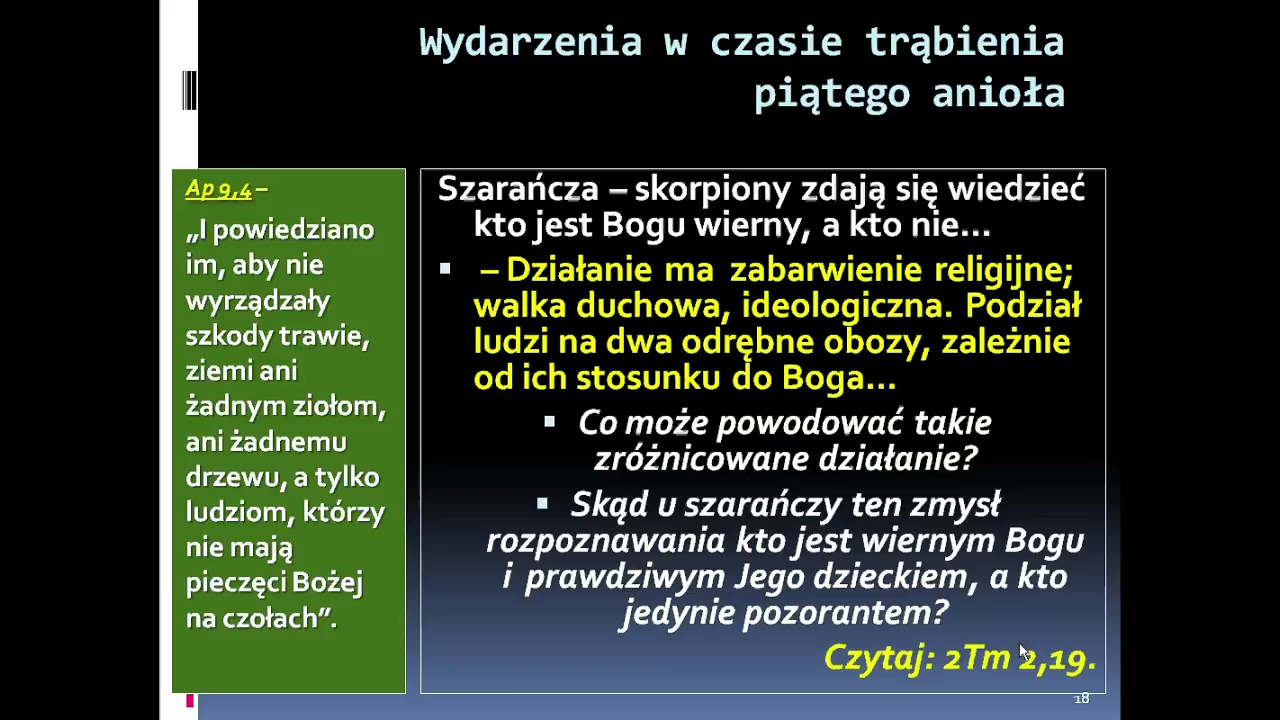 Wydarzenia w czasie trąbienia
piątego anioła
Ap 9,4 –
„I powiedziano
im, aby nie
wyrządzały
szkody trawie,
ziemi ani
żadnym ziołom,
ani żadnemu
drzewu, a tylko
ludziom, którzy
nie mają
pieczęci Bożej
na czołach”.
Szarańcza – skorpiony zdają się wiedzieć
kto jest Bogu wierny, a kto nie...
▪ – Działanie ma zabarwienie religijne;
walka duchowa, ideologiczna. Podział
ludzi na dwa odrębne obozy, zależnie
od ich stosunku do Boga...
▪ Co może powodować takie
zróżnicowane działanie?
▪ Skąd u szarańczy ten zmysł
rozpoznawania kto jest wiernym Bogu
i prawdziwym Jego dzieckiem, a kto
jedynie pozorantem?
Czytaj: 2Tm 2,19.
18